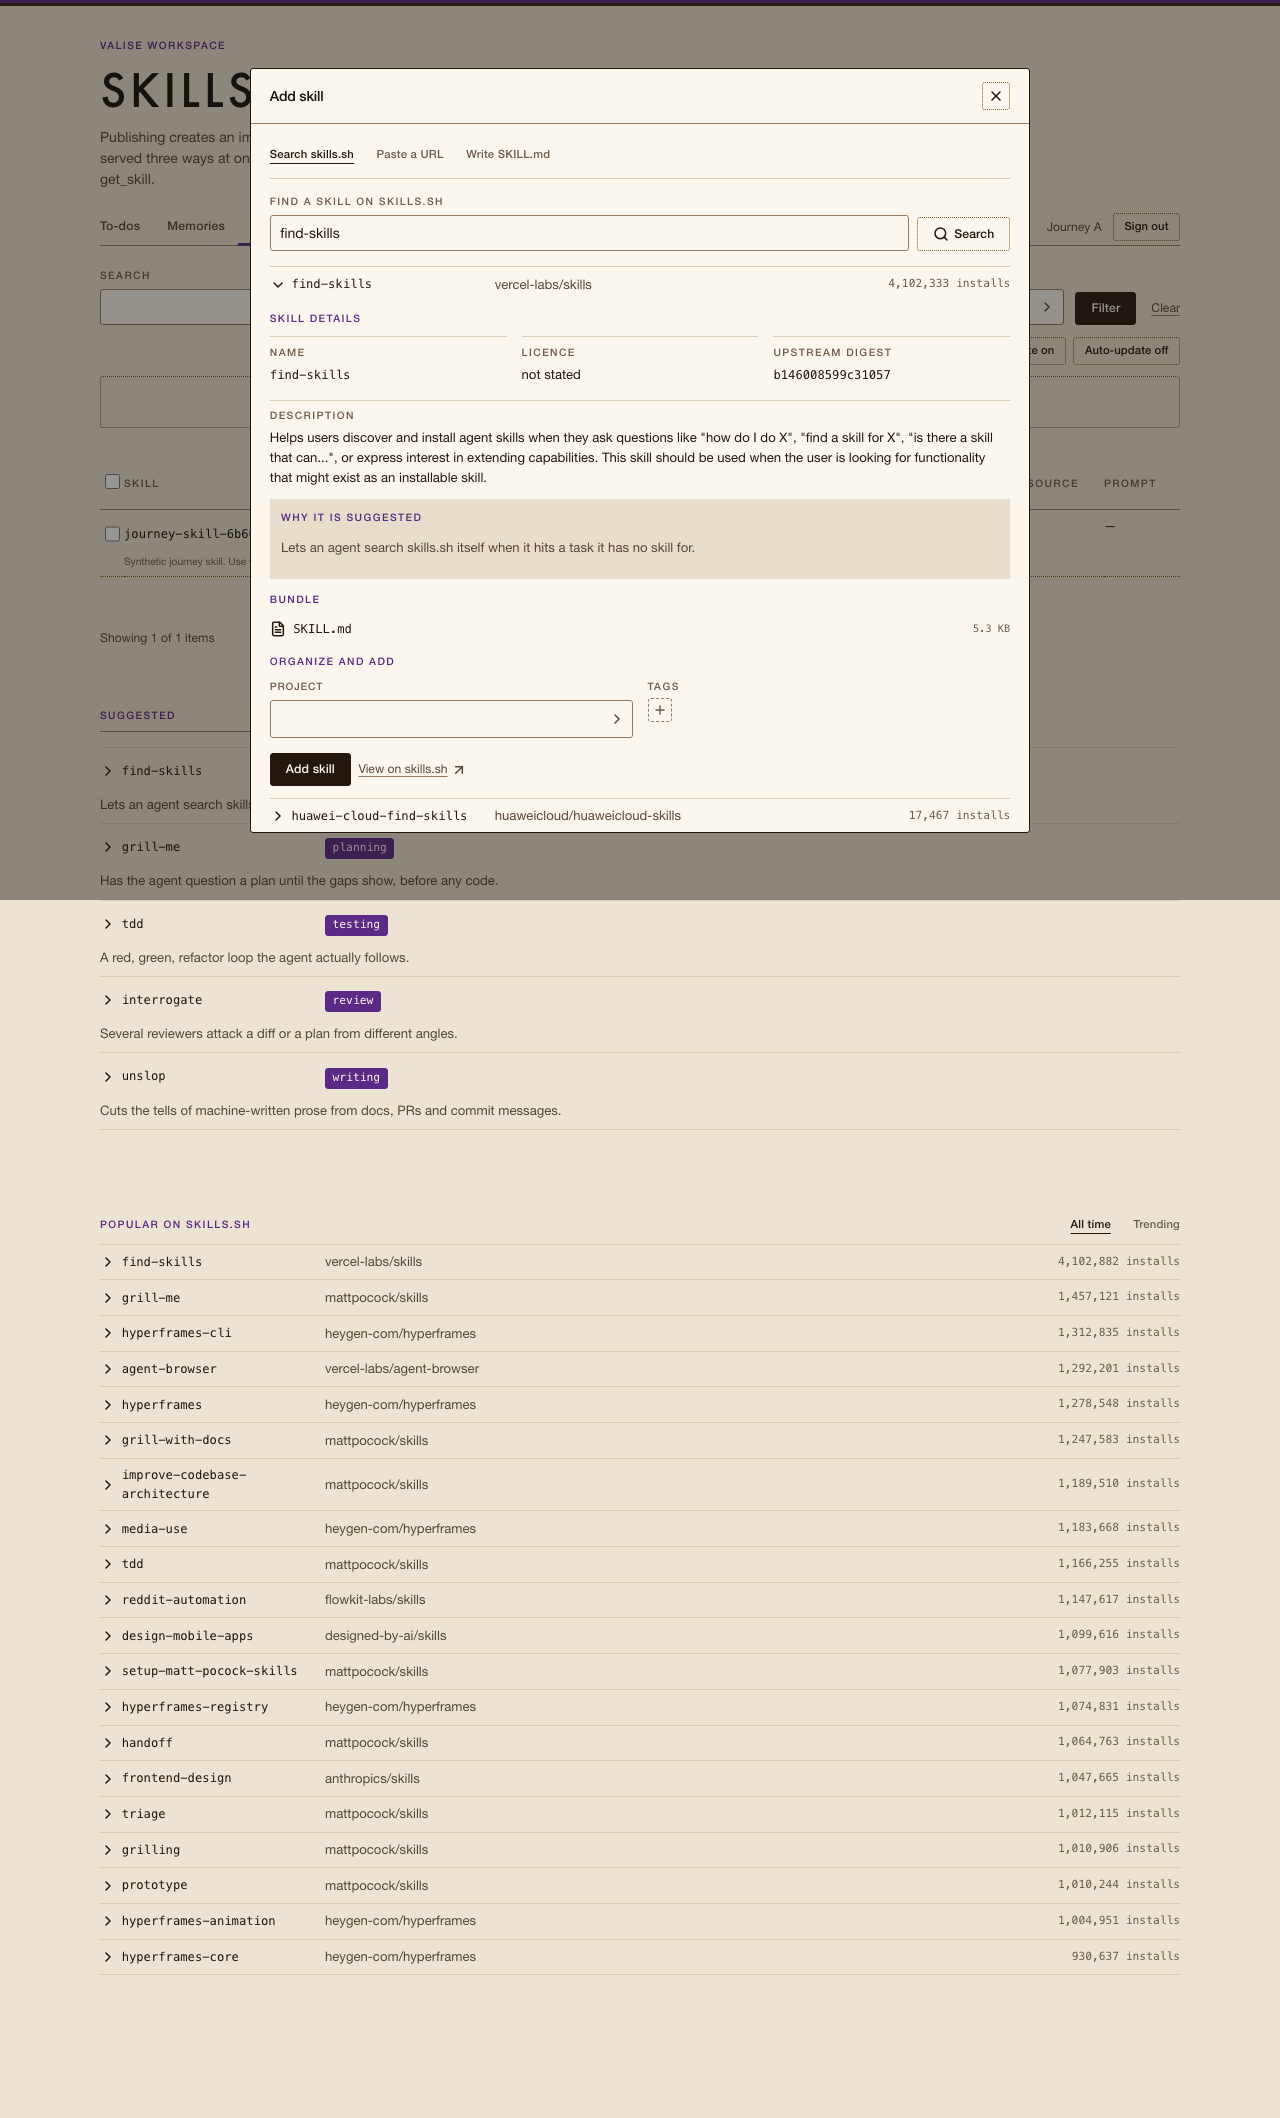 VALISE WORKSPACE
SKILLS
Publishing creates an im
served three ways at on
get_skill.
To-dos Memories
Journey A Sign out
SEARCH
Filter Clear
e on Auto-update off
SKILL SOURCE PROMPT
journey-skill-6b6 —
Synthetic journey skill. Use
Showing 1 of 1 items
SUGGESTED
find-skills
Lets an agent search skills
grill-me planning
Has the agent question a plan until the gaps show, before any code.
Add skill
Search skills.sh Paste a URL Write SKILL.md
FIND A SKILL ON SKILLS.SH
find-skills Search
find-skills vercel-labs/skills 4,102,333 installs
SKILL DETAILS
NAME LICENCE UPSTREAM DIGEST
find-skills not stated b146008599c31057
DESCRIPTION
Helps users discover and install agent skills when they ask questions like "how do I do X", "find a skill for X", "is there a skill
that can...", or express interest in extending capabilities. This skill should be used when the user is looking for functionality
that might exist as an installable skill.
WHY IT IS SUGGESTED
Lets an agent search skills.sh itself when it hits a task it has no skill for.
BUNDLE
SKILL.md 5.3 KB
ORGANIZE AND ADD
PROJECT TAGS
Add skill View on skills.sh
huawei-cloud-find-skills huaweicloud/huaweicloud-skills 17,467 installs
tdd testing
A red, green, refactor loop the agent actually follows.
interrogate review
Several reviewers attack a diff or a plan from different angles.
unslop writing
Cuts the tells of machine-written prose from docs, PRs and commit messages.
POPULAR ON SKILLS.SH All time Trending
find-skills vercel-labs/skills 4,102,882 installs
grill-me mattpocock/skills 1,457,121 installs
hyperframes-cli heygen-com/hyperframes 1,312,835 installs
agent-browser vercel-labs/agent-browser 1,292,201 installs
hyperframes heygen-com/hyperframes 1,278,548 installs
grill-with-docs mattpocock/skills 1,247,583 installs
improve-codebase-
architecture mattpocock/skills 1,189,510 installs
media-use heygen-com/hyperframes 1,183,668 installs
tdd mattpocock/skills 1,166,255 installs
reddit-automation flowkit-labs/skills 1,147,617 installs
design-mobile-apps designed-by-ai/skills 1,099,616 installs
setup-matt-pocock-skills mattpocock/skills 1,077,903 installs
hyperframes-registry heygen-com/hyperframes 1,074,831 installs
handoff mattpocock/skills 1,064,763 installs
frontend-design anthropics/skills 1,047,665 installs
triage mattpocock/skills 1,012,115 installs
grilling mattpocock/skills 1,010,906 installs
prototype mattpocock/skills 1,010,244 installs
hyperframes-animation heygen-com/hyperframes 1,004,951 installs
hyperframes-core heygen-com/hyperframes 930,637 installs